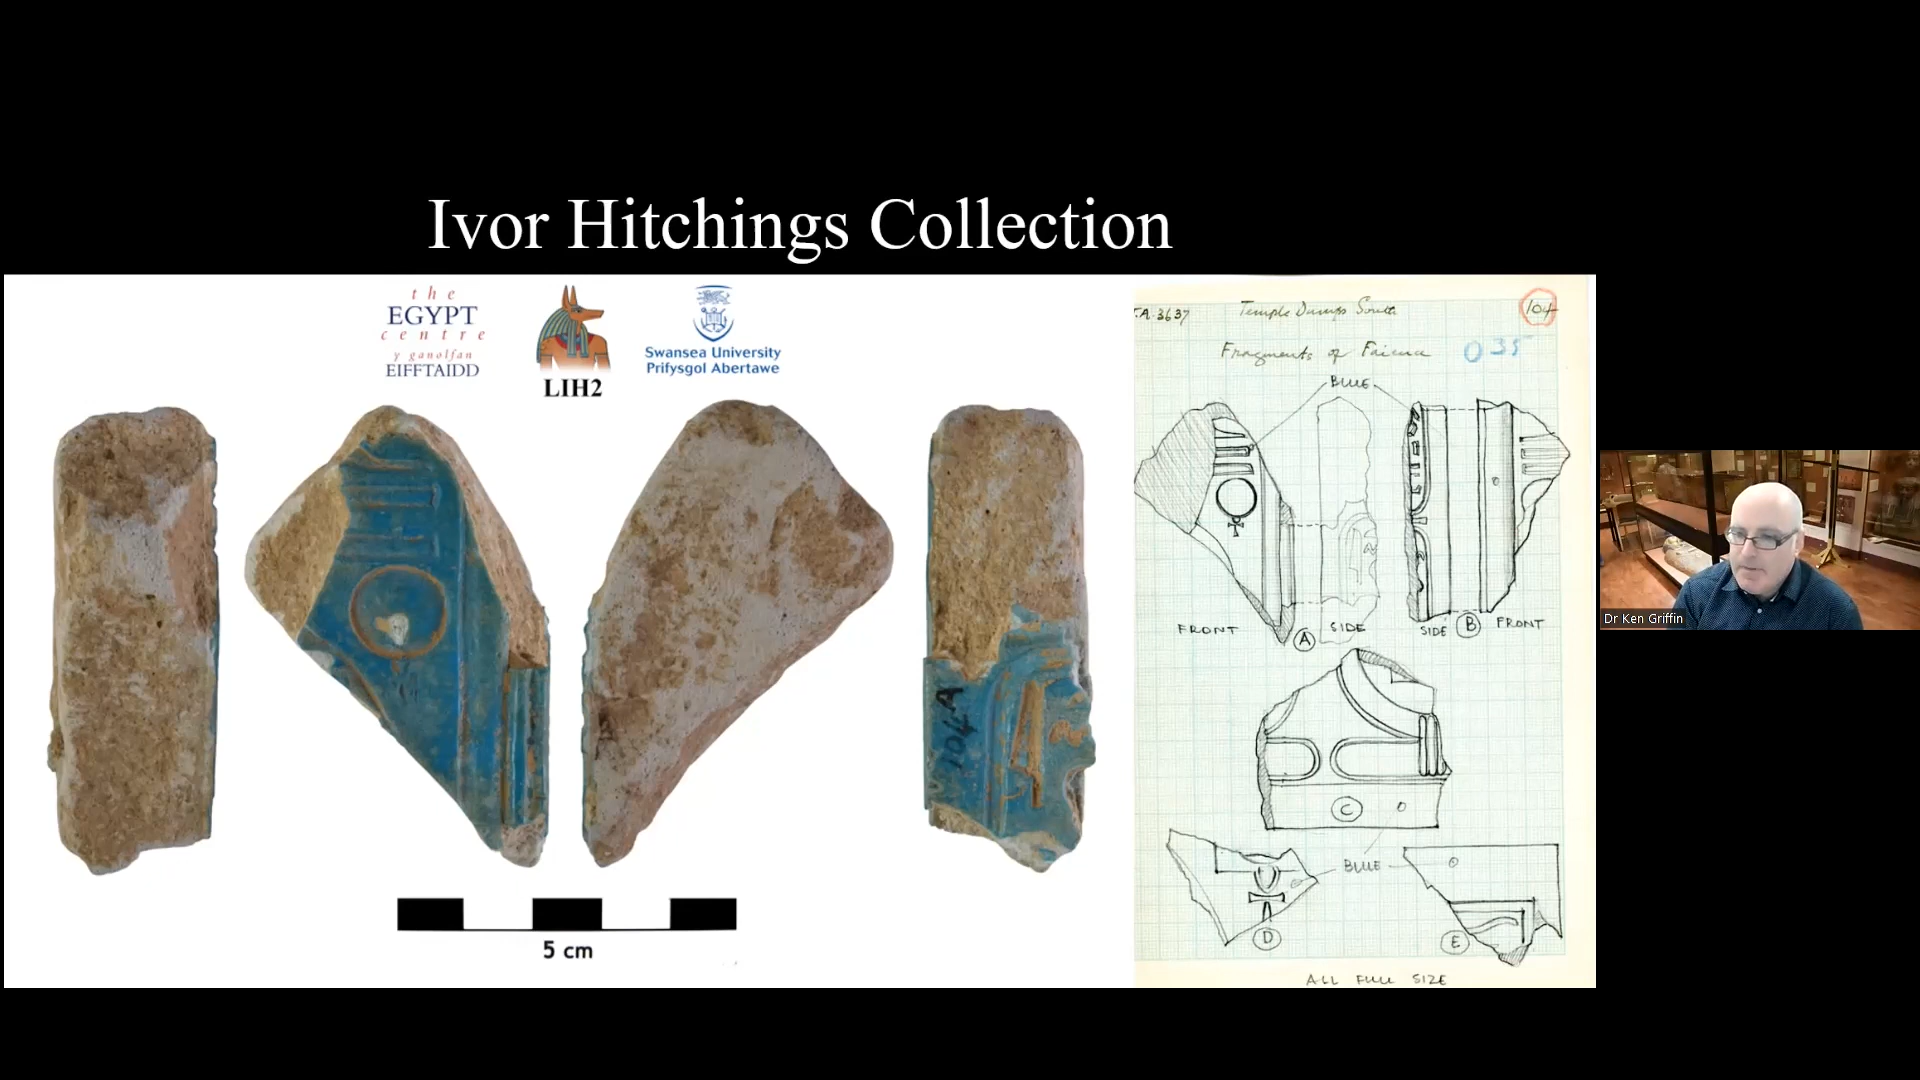 Ivor Hitchings Collection
the
EGYPT
centre
y ganolfan
EIFFTAIDD
LIH2
Swansea University
Prifysgol Abertawe
104A
5 cm
T.A. 3637
Temple Dumps South
104
Fragments of Faience
035
BLUE
FRONT
A
SIDE
SIDE
B
FRONT
C
BLUE
D
E
ALL FULL SIZE
Dr Ken Griffin